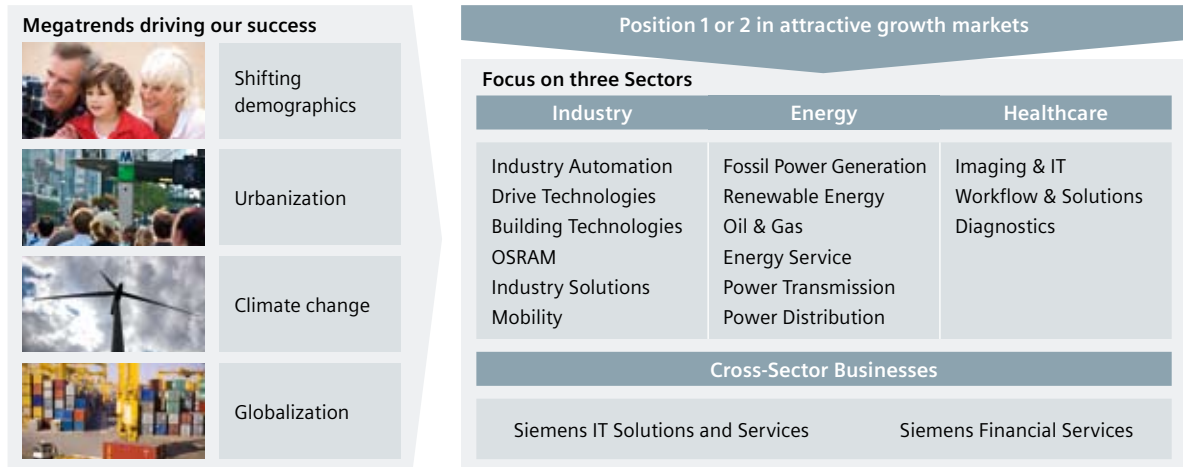 Megatrends driving our success
Shifting
demographics
Urbanization
Climate change
Globalization
Position 1 or 2 in attractive growth markets
Focus on three Sectors
Industry
Industry Automation
Drive Technologies
Building Technologies
OSRAM
Industry Solutions
Mobility
Energy
Fossil Power Generation
Renewable Energy
Oil & Gas
Energy Service
Power Transmission
Power Distribution
Healthcare
Imaging & IT
Workflow & Solutions
Diagnostics
Cross-Sector Businesses
Siemens IT Solutions and Services
Siemens Financial Services